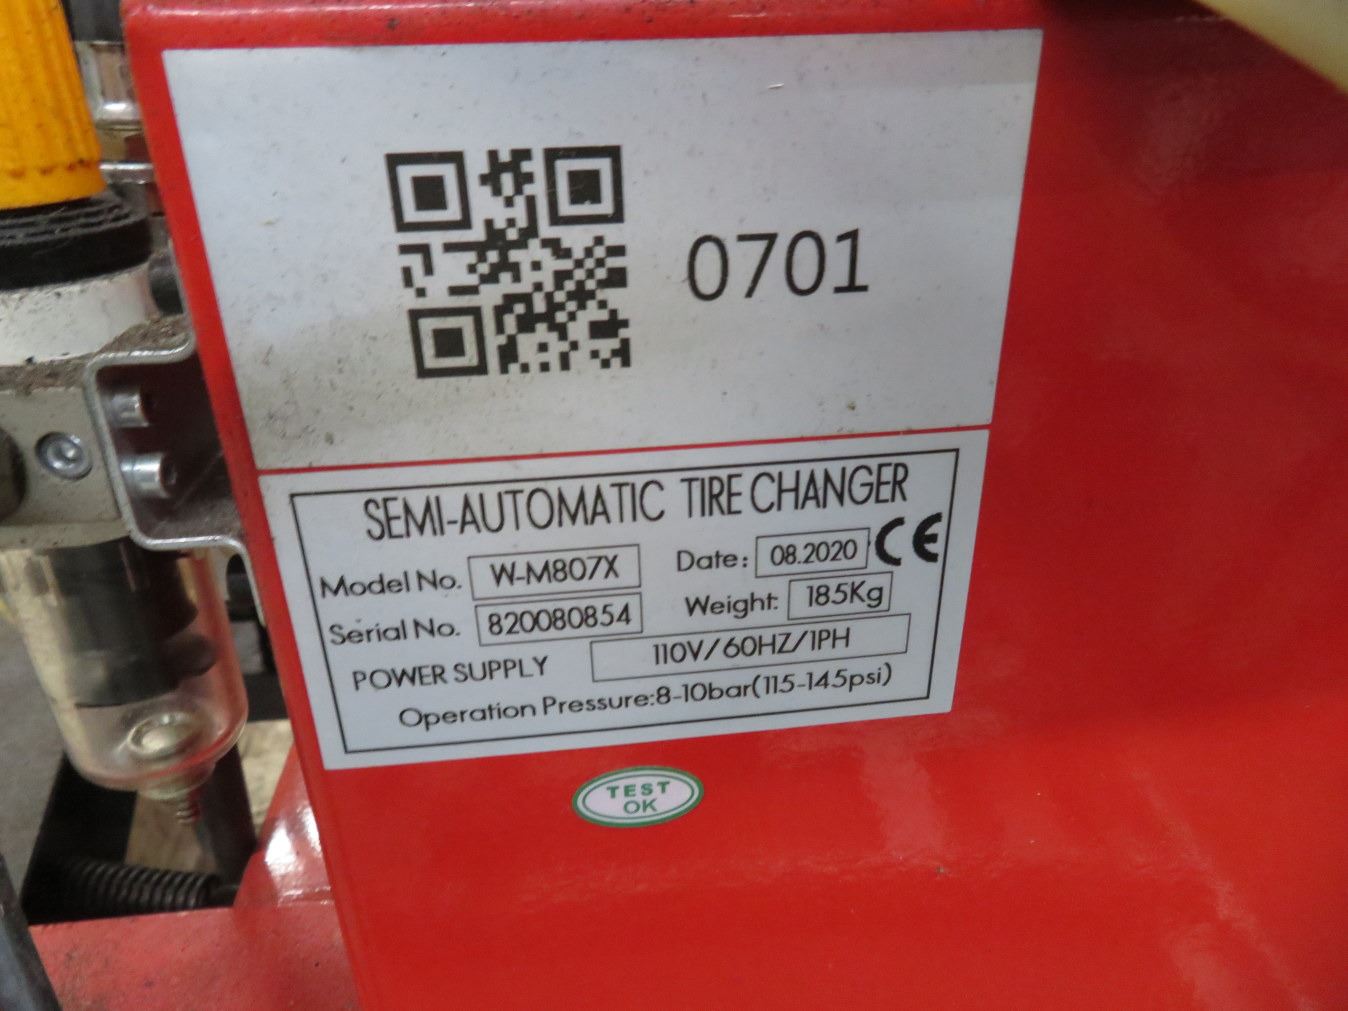 0701
SEMI-AUTOMATIC TIRE CHANGER
Model No. W-M807X Date: 08.2020 CE
Serial No. 820080854 Weight: 185Kg
POWER SUPPLY 110V/60HZ/1PH
Operation Pressure:8-10bar(115-145psi)
TEST
OK